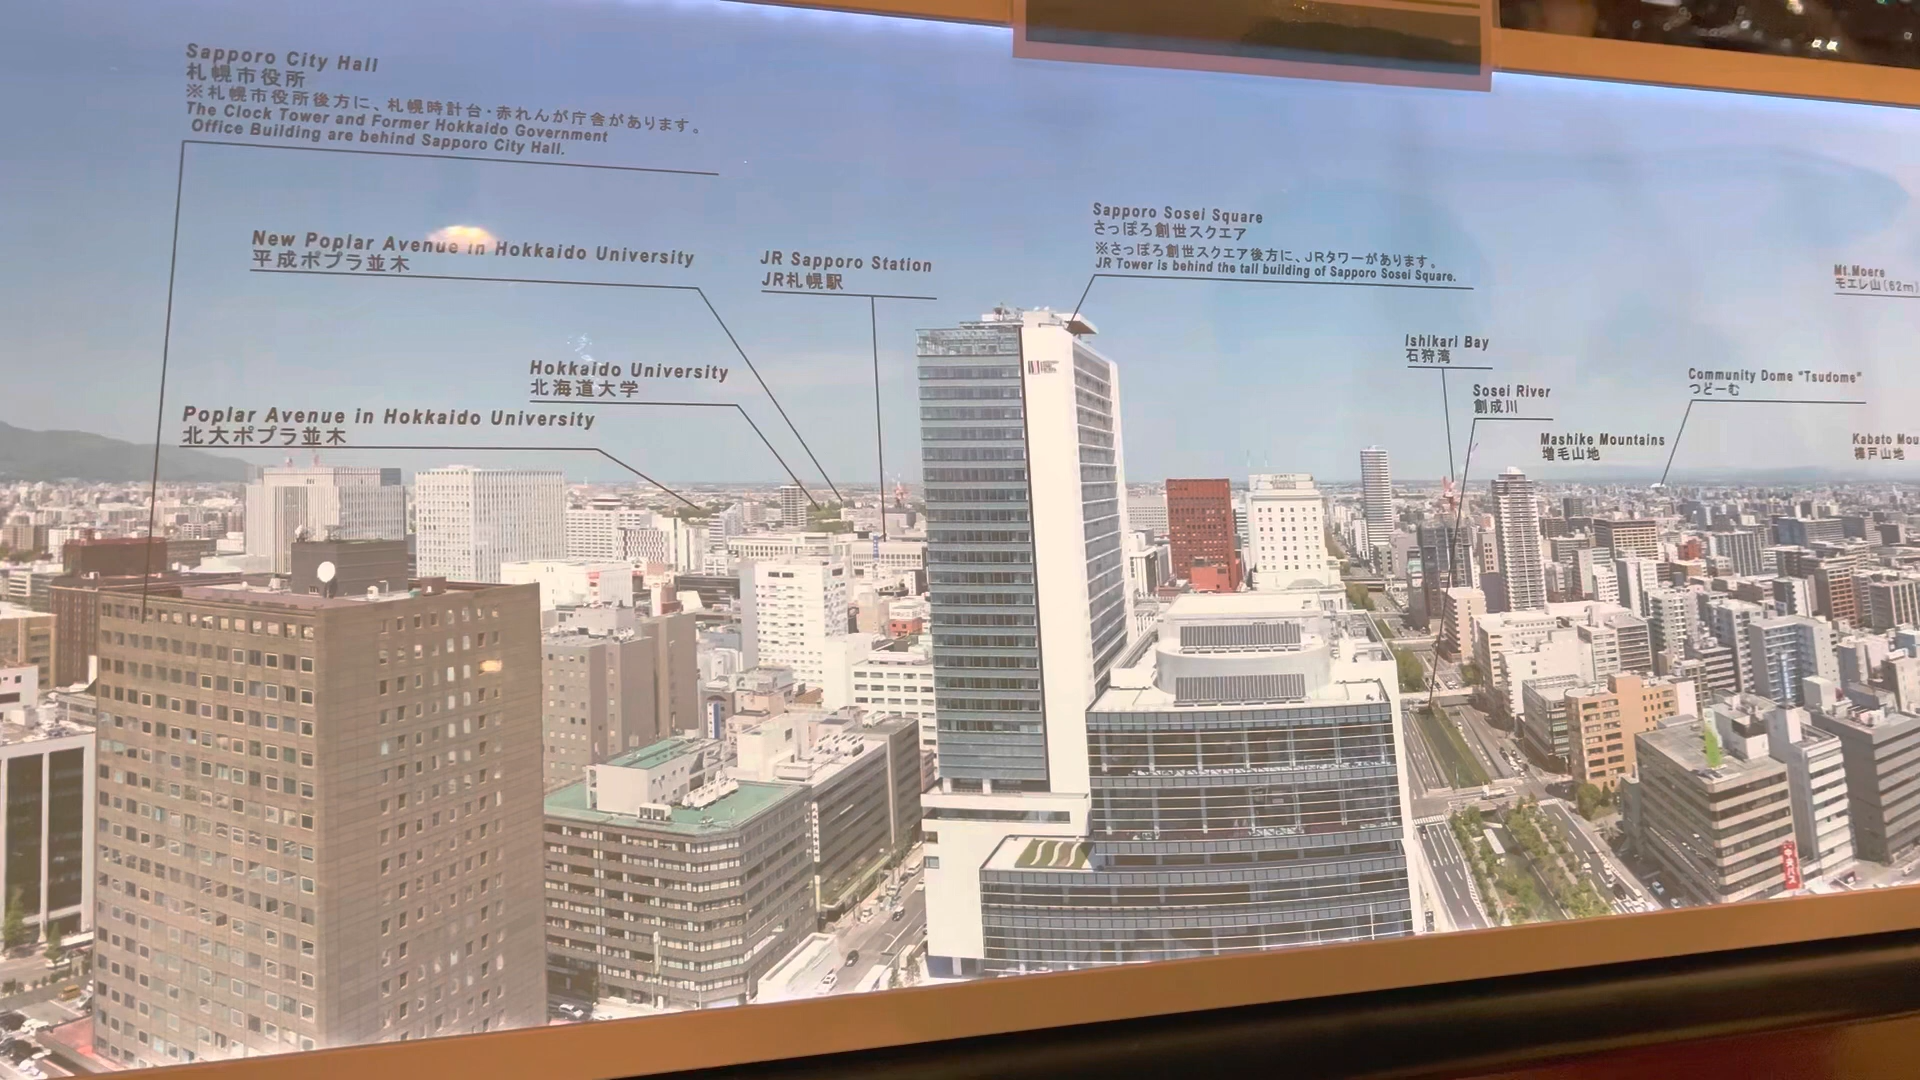 Sapporo City Hall
札幌市役所
※札幌市役所後方に、札幌時計台・赤れんが庁舎があります。
The Clock Tower and Former Hokkaido Government
Office Building are behind Sapporo City Hall.
New Poplar Avenue in Hokkaido University
平成ポプラ並木
JR Sapporo Station
JR札幌駅
Sapporo Sosei Square
さっぽろ創世スクエア
※さっぽろ創世スクエア後方に、JRタワーがあります。
JR Tower is behind the tall building of Sapporo Sosei Square.
Mt.Moere
モエレ山(62m)
Hokkaido University
北海道大学
Poplar Avenue in Hokkaido University
北大ポプラ並木
Ishikari Bay
石狩湾
Sosei River
創成川
Community Dome "Tsudome"
つどーむ
Mashike Mountains
増毛山地
Kabato Mou
樺戸山地
中央バス